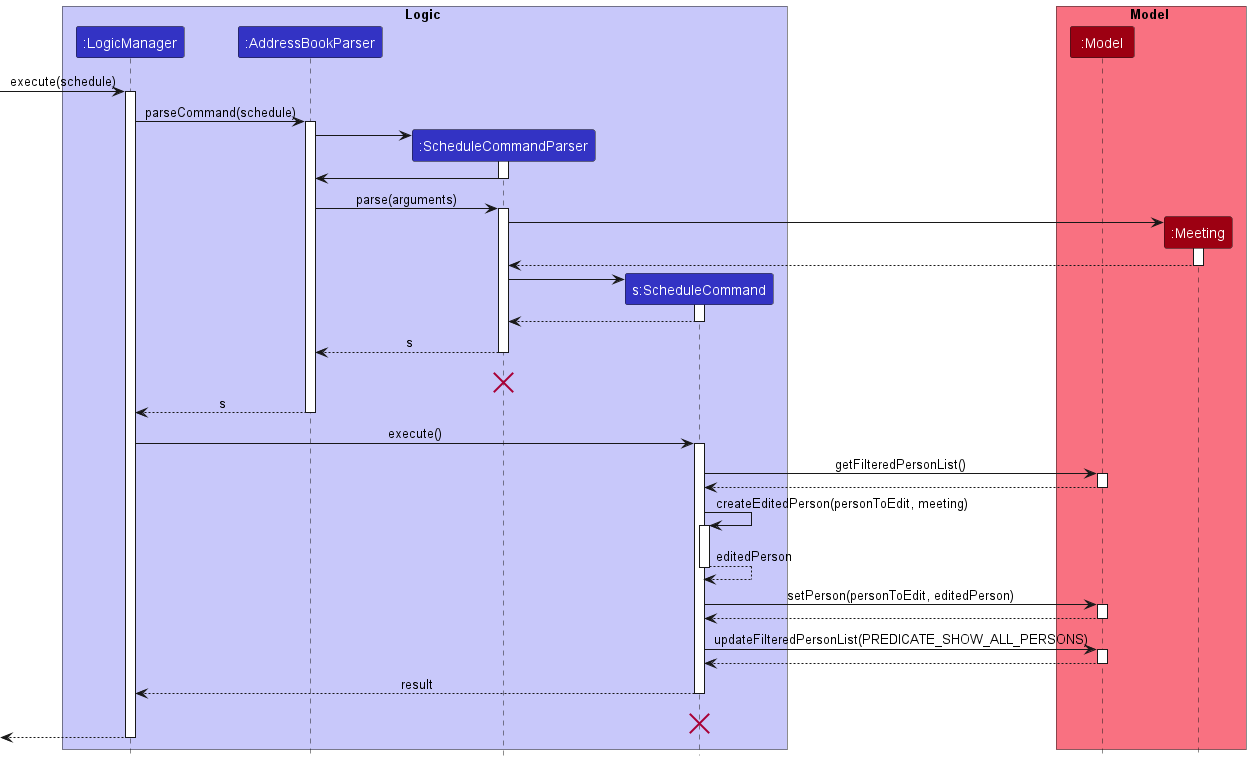 Logic
Model
:LogicManager
:AddressBookParser
:Model
execute(schedule)
parseCommand(schedule)
:ScheduleCommandParser
parse(arguments)
:Meeting
s:ScheduleCommand
s
s
execute()
getFilteredPersonList()
createEditedPerson(personToEdit, meeting)
editedPerson
setPerson(personToEdit, editedPerson)
updateFilteredPersonList(PREDICATE_SHOW_ALL_PERSONS)
result